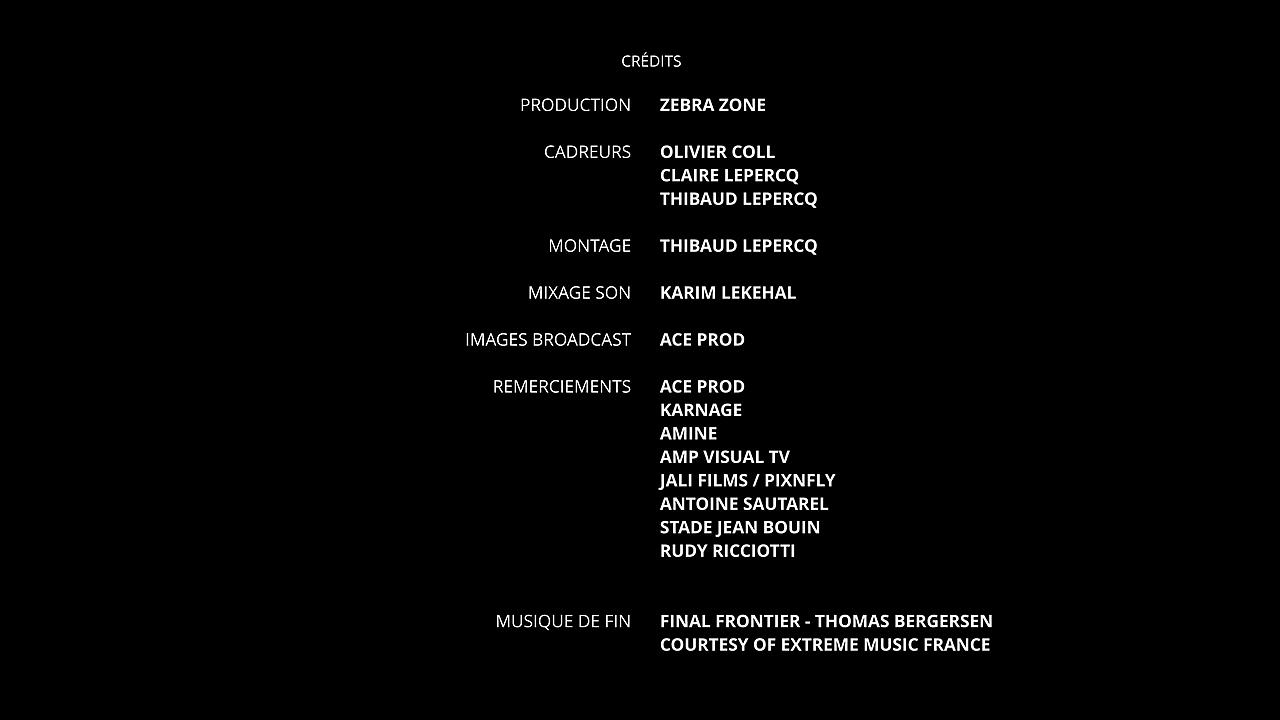 CRÉDITS
PRODUCTION ZEBRA ZONE
CADREURS OLIVIER COLL
CLAIRE LEPERCQ
THIBAUD LEPERCQ
MONTAGE THIBAUD LEPERCQ
MIXAGE SON KARIM LEKEHAL
IMAGES BROADCAST ACE PROD
REMERCIEMENTS ACE PROD
KARNAGE
AMINE
AMP VISUAL TV
JALI FILMS / PIXNFLY
ANTOINE SAUTAREL
STADE JEAN BOUIN
RUDY RICCIOTTI
MUSIQUE DE FIN FINAL FRONTIER - THOMAS BERGERSEN
COURTESY OF EXTREME MUSIC FRANCE